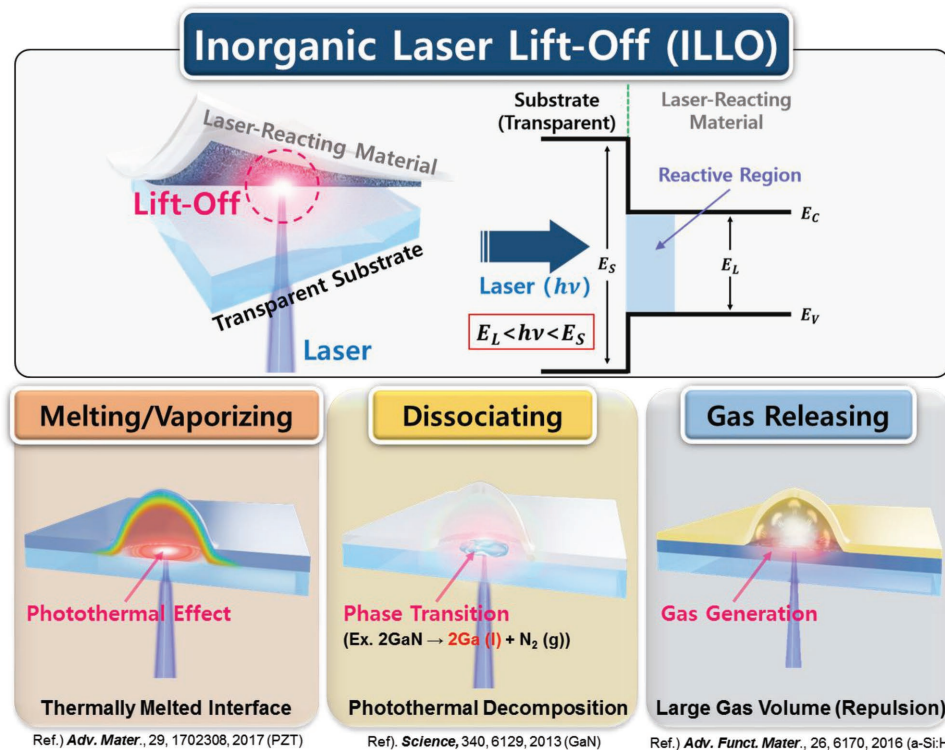 Inorganic Laser Lift-Off (ILLO)
Laser-Reacting Material
Lift-Off
Transparent Substrate
Laser
Substrate
(Transparent)
Laser-Reacting
Material
Reactive Region
E_C
E_S
E_L
Laser (hν)
E_V
E_L<hν<E_S
Melting/Vaporizing
Photothermal Effect
Thermally Melted Interface
Ref.) Adv. Mater., 29, 1702308, 2017 (PZT)
Dissociating
Phase Transition
(Ex. 2GaN → 2Ga (l) + N₂ (g))
Photothermal Decomposition
Ref). Science, 340, 6129, 2013 (GaN)
Gas Releasing
Gas Generation
Large Gas Volume (Repulsion)
Ref.) Adv. Funct. Mater., 26, 6170, 2016 (a-Si:H